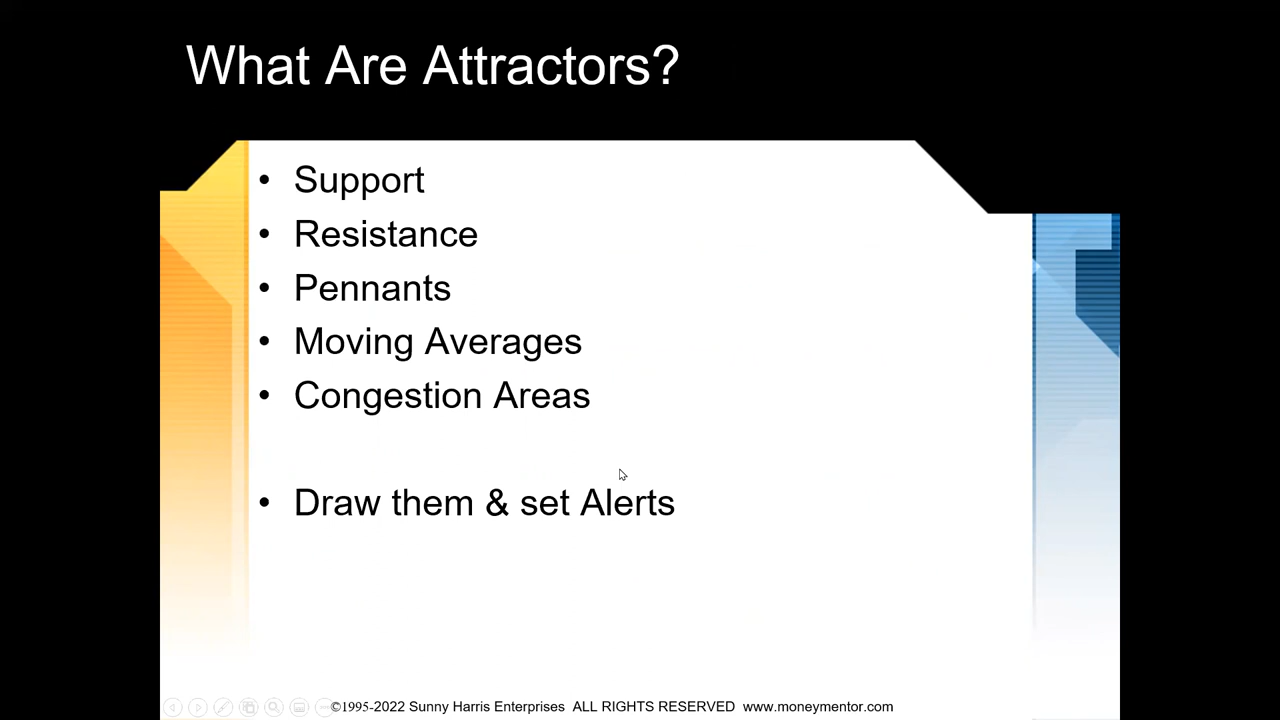 What Are Attractors?
• Support
• Resistance
• Pennants
• Moving Averages
• Congestion Areas
• Draw them & set Alerts
©1995-2022 Sunny Harris Enterprises ALL RIGHTS RESERVED www.moneymentor.com